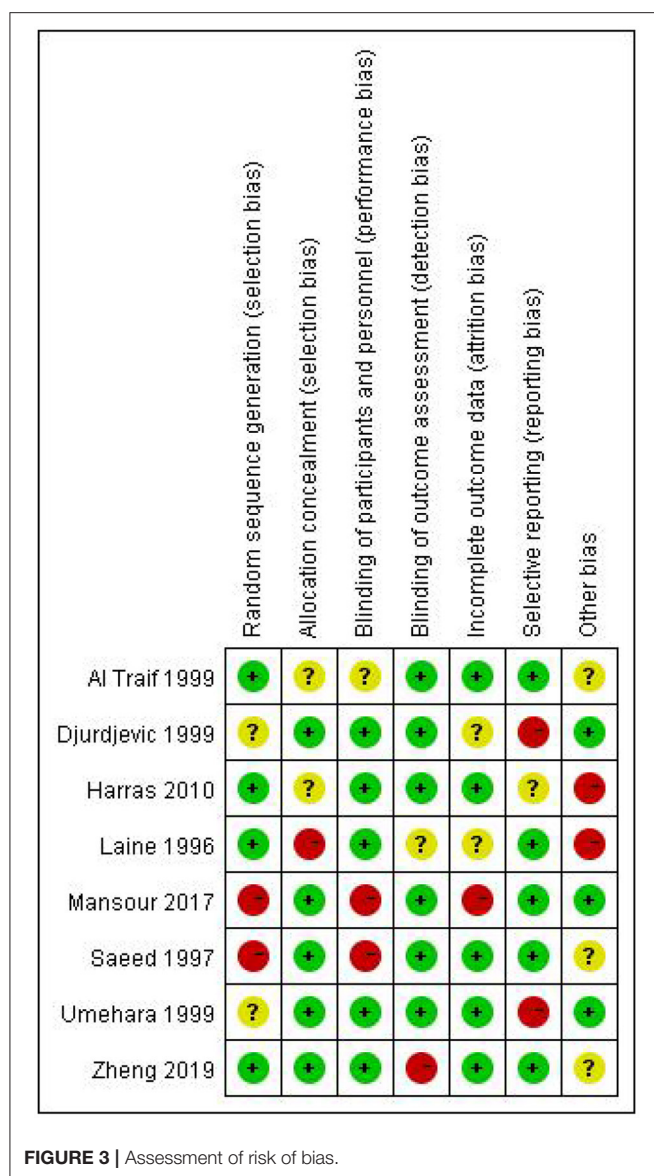 Random sequence generation (selection bias)
Allocation concealment (selection bias)
Blinding of participants and personnel (performance bias)
Blinding of outcome assessment (detection bias)
Incomplete outcome data (attrition bias)
Selective reporting (reporting bias)
Other bias
Al Traif 1999 + ? ? + + + ?
Djurdjevic 1999 ? + + + ? - +
Harras 2010 + ? + + + ? -
Laine 1996 + - + ? ? + -
Mansour 2017 - + - + - + +
Saeed 1997 - + - + + + ?
Umehara 1999 ? + + + + - +
Zheng 2019 + + + - + + ?
FIGURE 3 | Assessment of risk of bias.